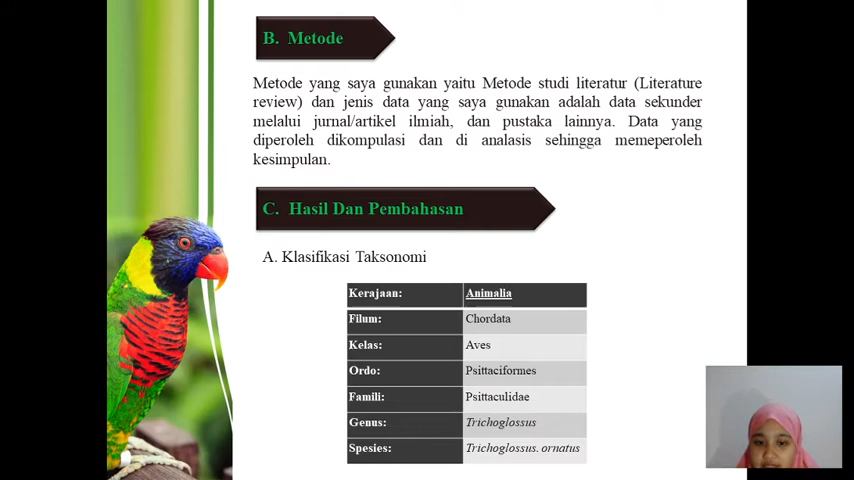 B. Metode
Metode yang saya gunakan yaitu Metode studi literatur (Literature
review) dan jenis data yang saya gunakan adalah data sekunder
melalui jurnal/artikel ilmiah, dan pustaka lainnya. Data yang
diperoleh dikompulasi dan di analasis sehingga memeperoleh
kesimpulan.
C. Hasil Dan Pembahasan
A. Klasifikasi Taksonomi
Kerajaan: Animalia
Filum: Chordata
Kelas: Aves
Ordo: Psittaciformes
Famili: Psittaculidae
Genus: Trichoglossus
Spesies: Trichoglossus. ornatus